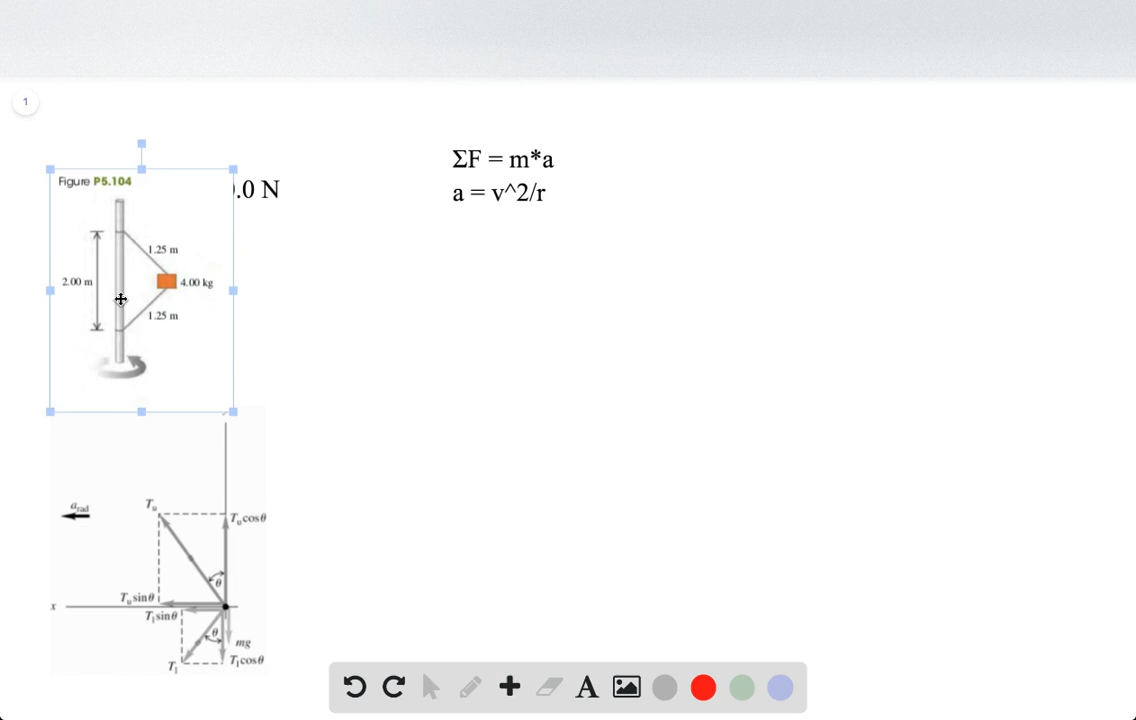 1
ΣF = m*a
Figure P5.104
.0 N
a = v^2/r
1.25 m
2.00 m
4.00 kg
1.25 m
a_rad
T_u
T_u cosθ
θ
T_u sinθ
x
T_l sinθ
θ
mg
T_l
T_l cosθ
A